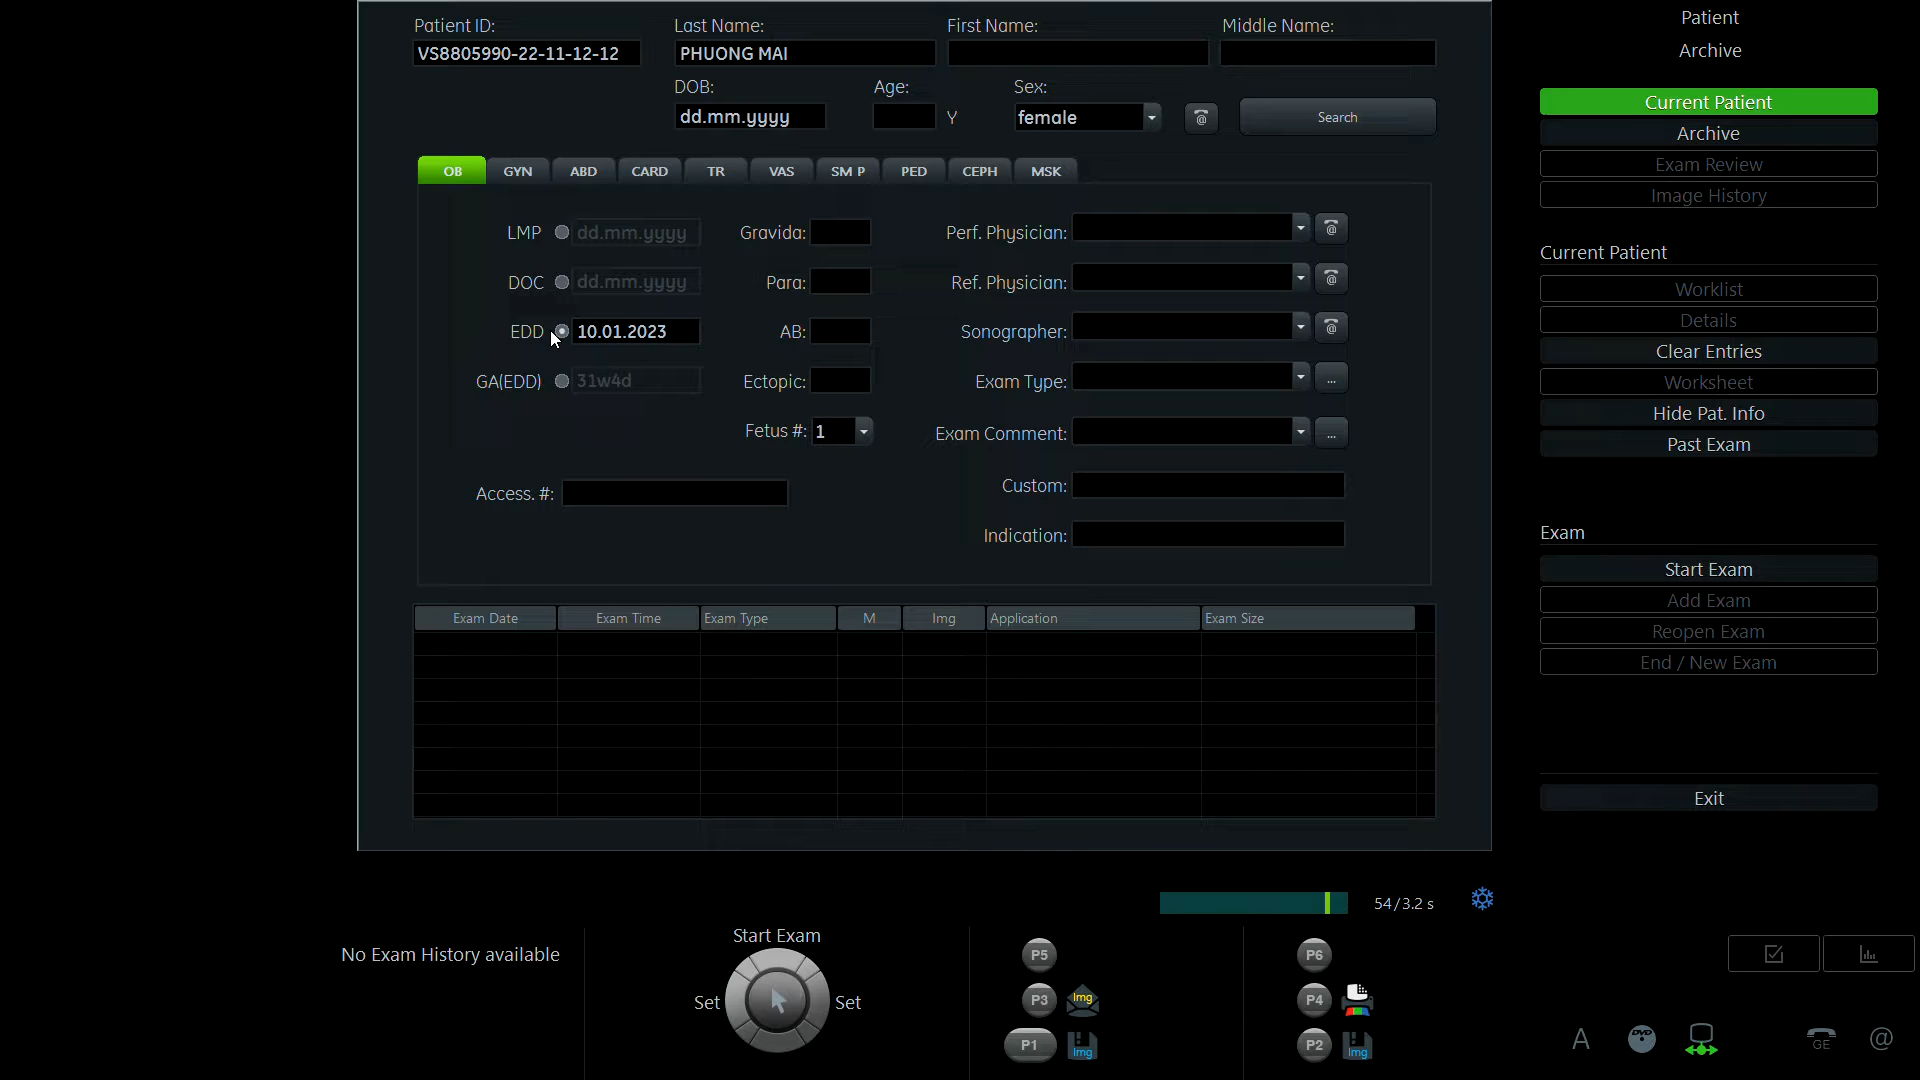 Patient ID: Last Name: First Name: Middle Name:
VS8805990-22-11-12-12 PHUONG MAI
DOB: Age: Sex:
dd.mm.yyyy Y female @ Search
OB GYN ABD CARD TR VAS SM P PED CEPH MSK
LMP dd.mm.yyyy Gravida: Perf. Physician: @
DOC dd.mm.yyyy Para: Ref. Physician: @
EDD 10.01.2023 AB: Sonographer: @
GA(EDD) 31w4d Ectopic: Exam Type: ...
Fetus #: 1 Exam Comment: ...
Access. #: Custom:
Indication:
Exam Date Exam Time Exam Type M Img Application Exam Size
54/3.2 s
Patient
Archive
Current Patient
Archive
Exam Review
Image History
Current Patient
Worklist
Details
Clear Entries
Worksheet
Hide Pat. Info
Past Exam
Exam
Start Exam
Add Exam
Reopen Exam
End / New Exam
Exit
No Exam History available
Start Exam
Set Set
P5 P6
P3 Img P4
P1 Img P2 Img
A DVD GE @